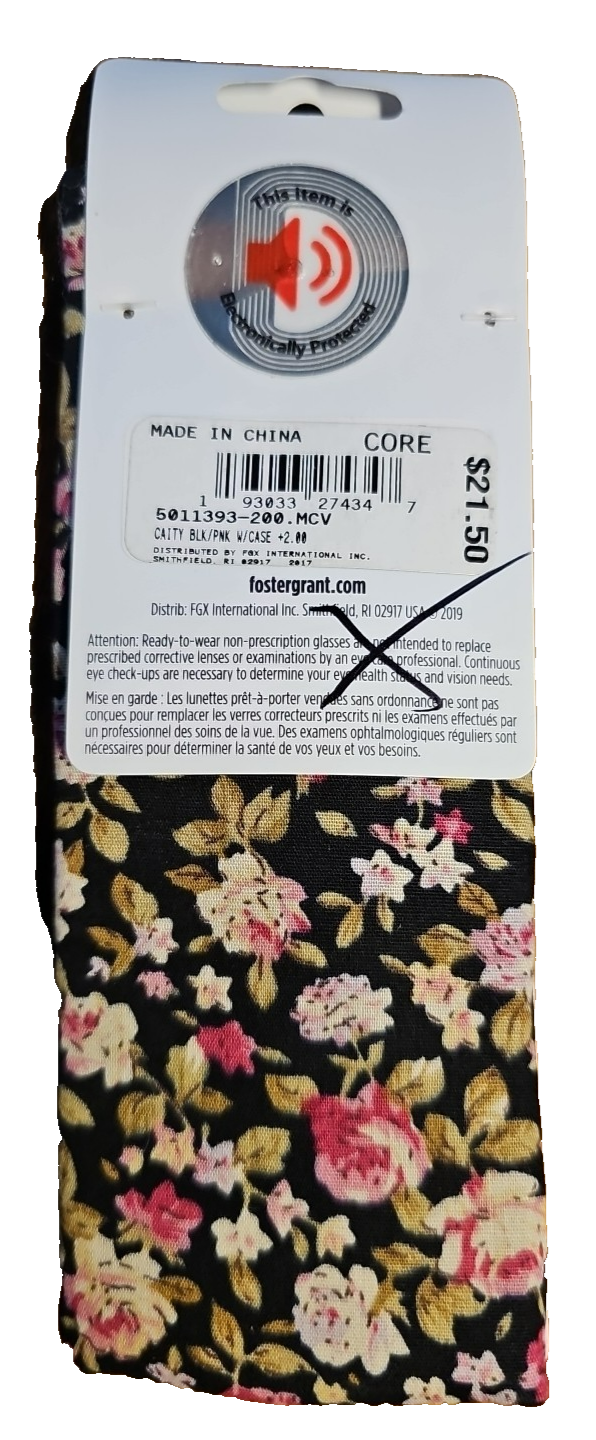 This item is
Electronically Protected
MADE IN CHINA CORE
1 93033 27434 7
$21.50
5011393-200.MCV
CAITY BLK/PNK W/CASE +2.00
DISTRIBUTED BY FGX INTERNATIONAL INC.
SMITHFIELD, RI 02917 2017
fostergrant.com
Distrib: FGX International Inc. Smithfield, RI 02917 USA © 2019
Attention: Ready-to-wear non-prescription glasses are not intended to replace
prescribed corrective lenses or examinations by an eye care professional. Continuous
eye check-ups are necessary to determine your eye health status and vision needs.
Mise en garde : Les lunettes prêt-à-porter vendues sans ordonnance ne sont pas
conçues pour remplacer les verres correcteurs prescrits ni les examens effectués par
un professionnel des soins de la vue. Des examens ophtalmologiques réguliers sont
nécessaires pour déterminer la santé de vos yeux et vos besoins.